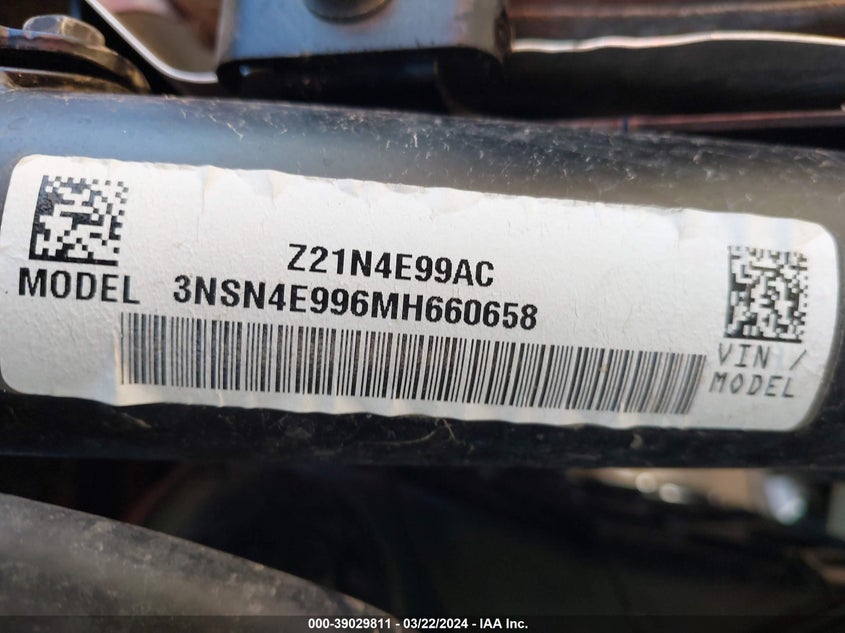 Z21N4E99AC
MODEL 3NSN4E996MH660658
VIN /
MODEL
000-39029811 - 03/22/2024 - IAA Inc.